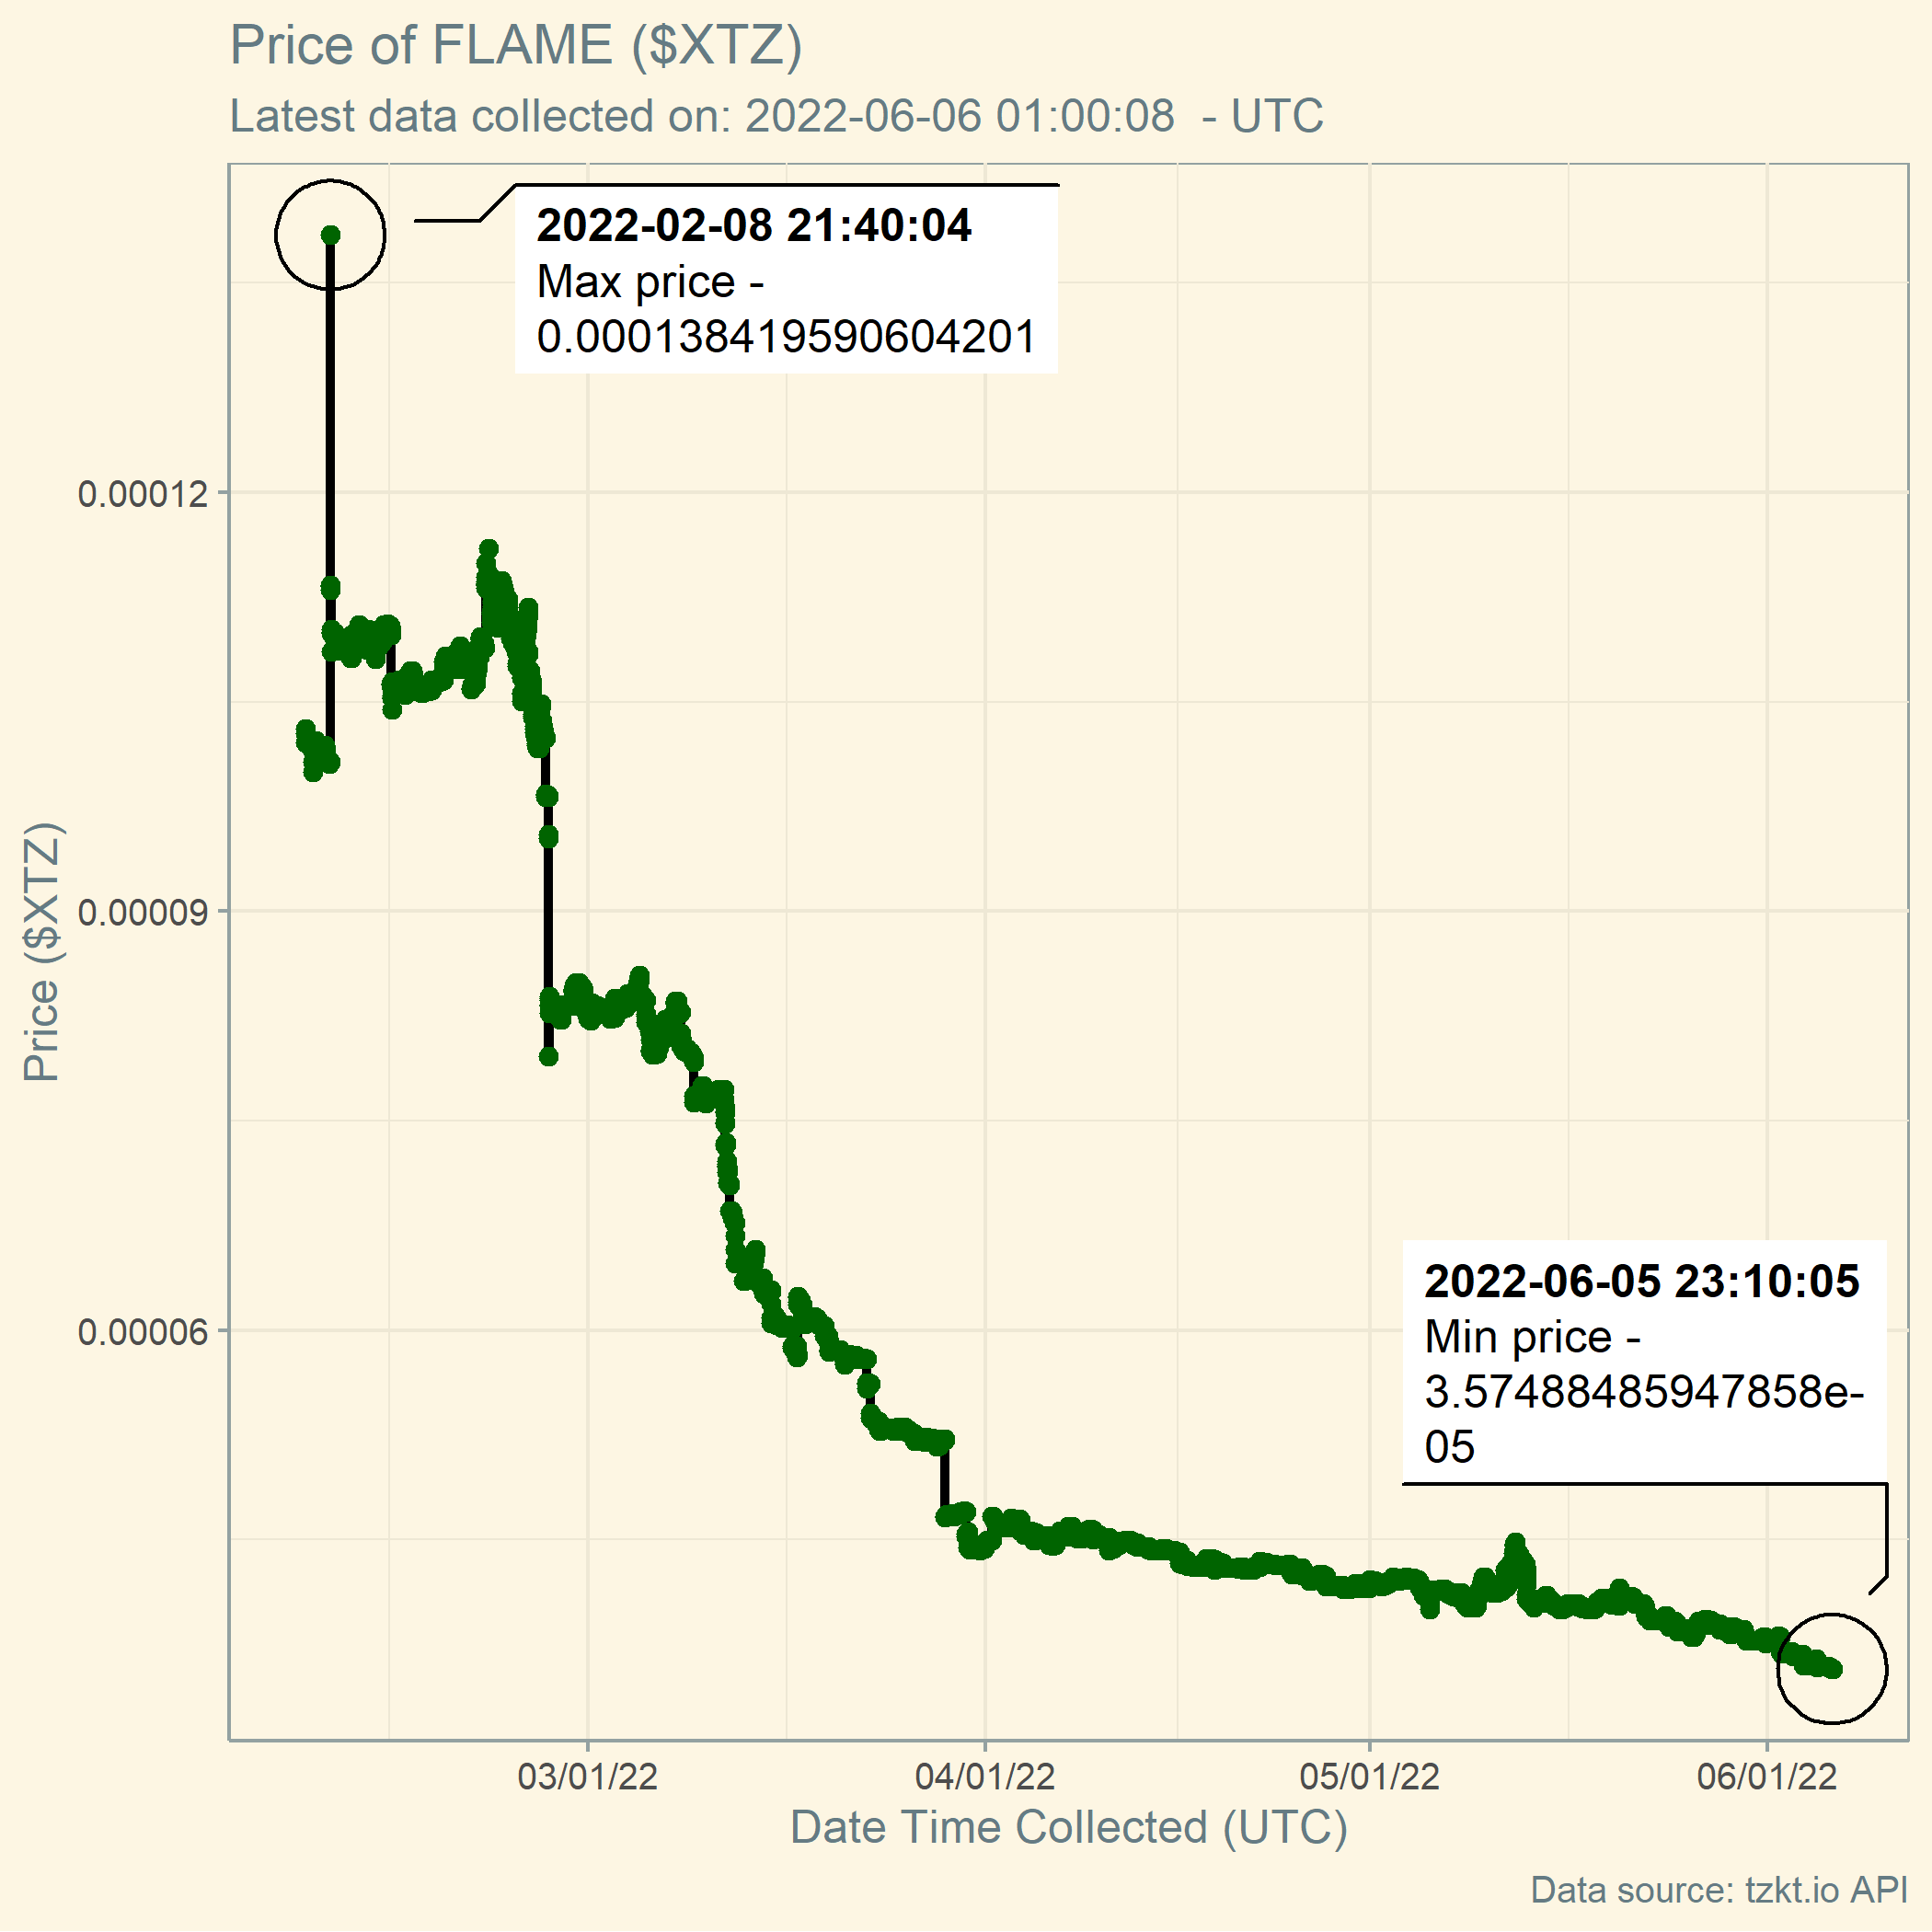 Price of FLAME ($XTZ)
Latest data collected on: 2022-06-06 01:00:08  - UTC
2022-02-08 21:40:04
Max price -
0.000138419590604201
0.00012
0.00009
0.00006
Price ($XTZ)
2022-06-05 23:10:05
Min price -
3.57488485947858e-
05
03/01/22
04/01/22
05/01/22
06/01/22
Date Time Collected (UTC)
Data source: tzkt.io API